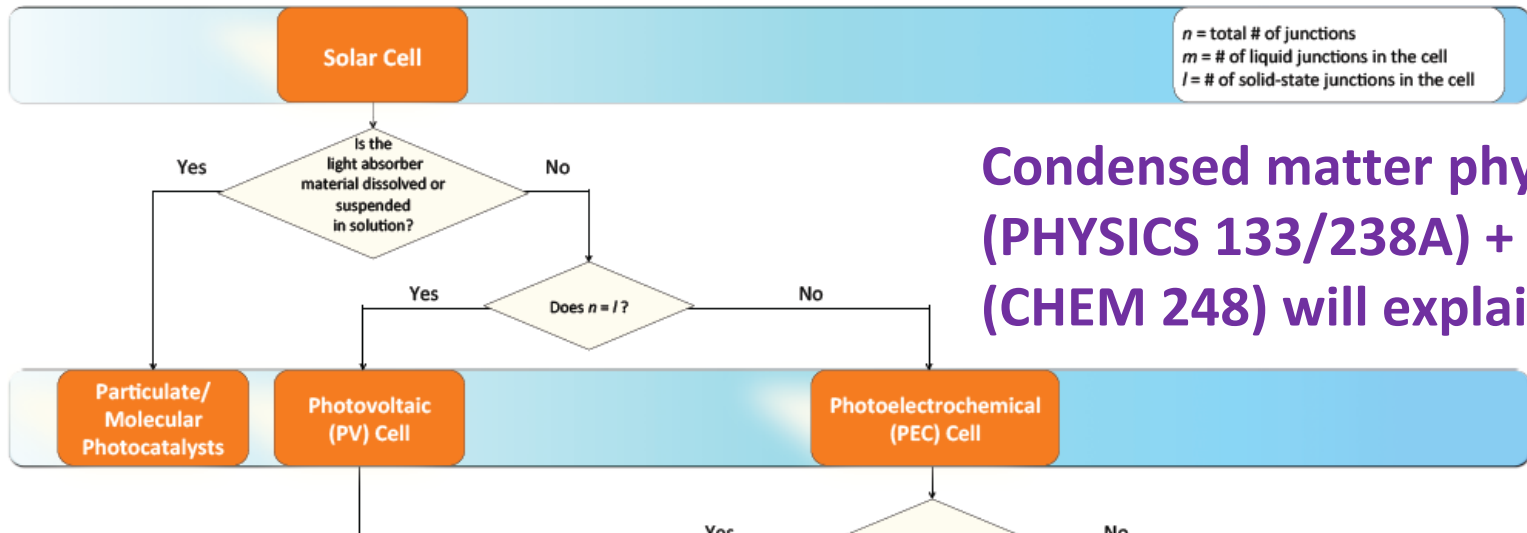 Solar Cell
n = total # of junctions
m = # of liquid junctions in the cell
l = # of solid-state junctions in the cell
Is the
light absorber
material dissolved or
suspended
in solution?
Yes
No
Condensed matter phy
(PHYSICS 133/238A) +
(CHEM 248) will explai
Does n = l ?
Yes
No
Particulate/
Molecular
Photocatalysts
Photovoltaic
(PV) Cell
Photoelectrochemical
(PEC) Cell
Yes
No